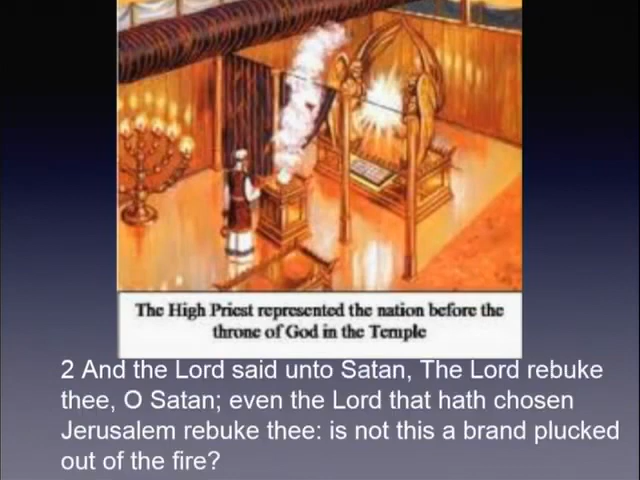 The High Priest represented the nation before the
throne of God in the Temple
2 And the Lord said unto Satan, The Lord rebuke
thee, O Satan; even the Lord that hath chosen
Jerusalem rebuke thee: is not this a brand plucked
out of the fire?